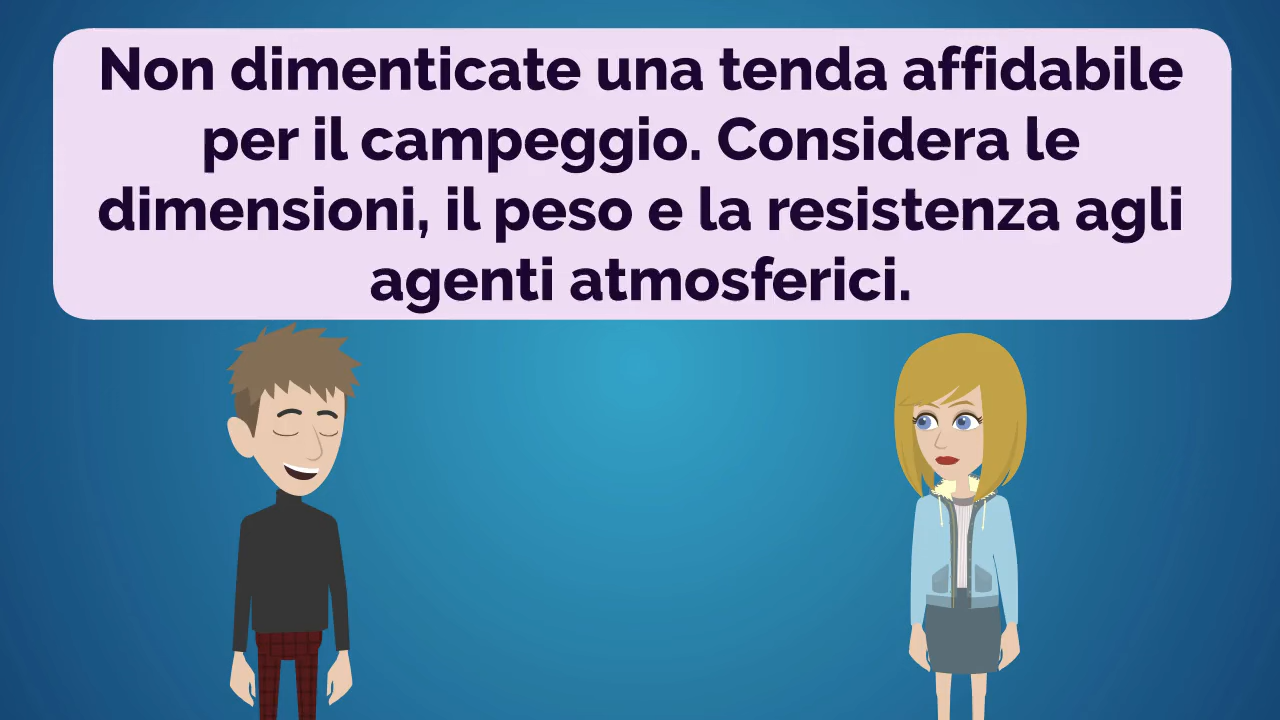 Non dimenticate una tenda affidabile
per il campeggio. Considera le
dimensioni, il peso e la resistenza agli
agenti atmosferici.